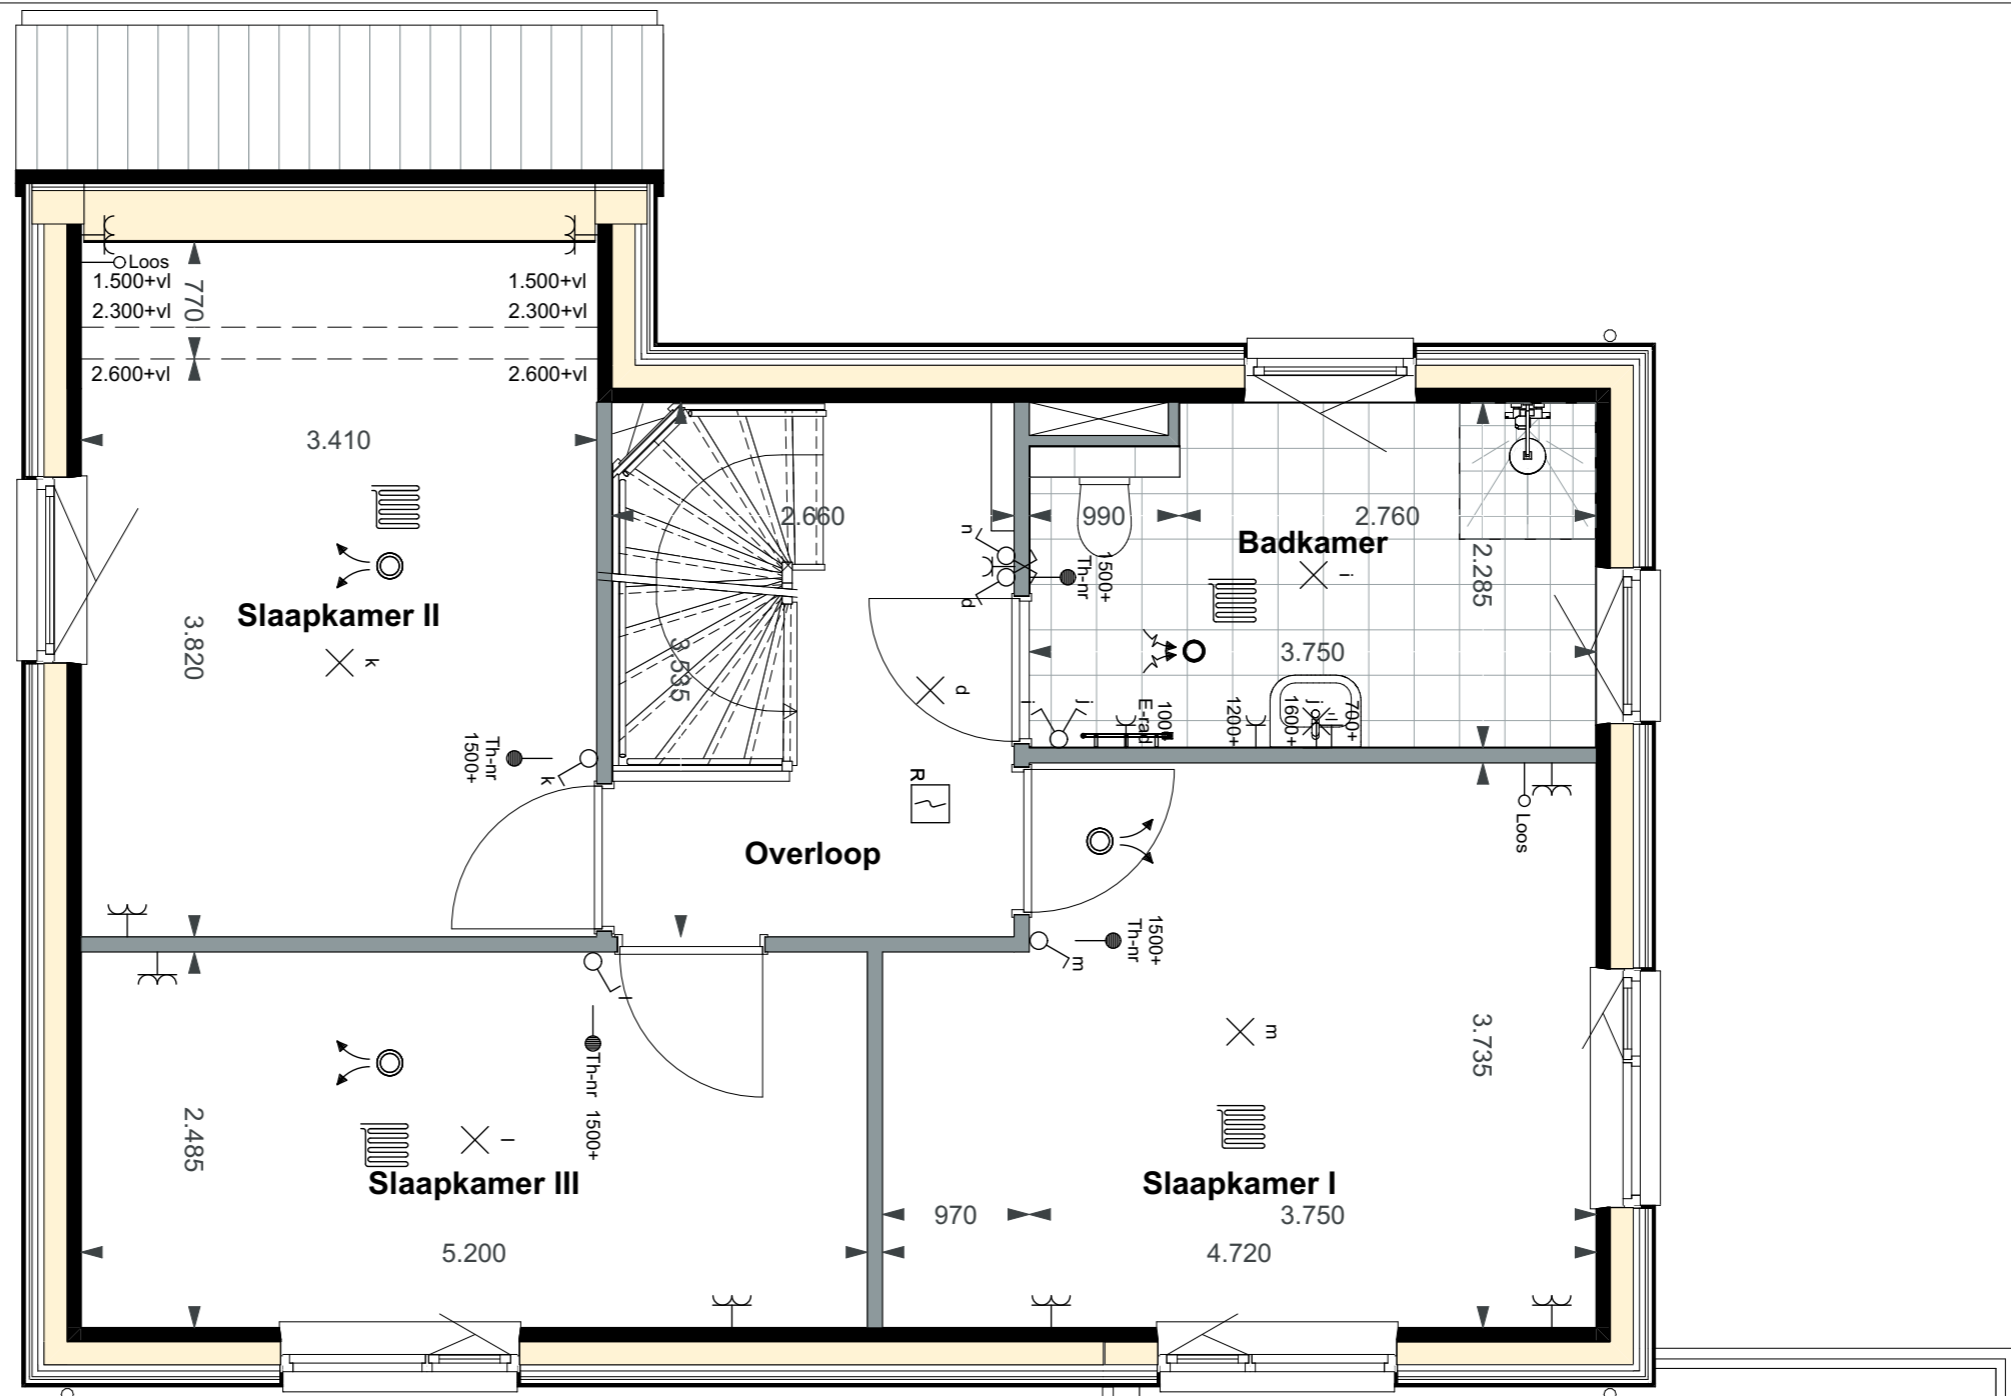 Loos
1.500+vl
1.500+vl
770
2.300+vl
2.300+vl
2.600+vl
2.600+vl
3.410
2.660
990
2.760
n
Badkamer
2.285
1500+
Th-nr
i
d
Slaapkamer II
3.820
k
3.535
3.750
d
i
j
1000+
E-rad
1200+
1600+
j
700+
Th-nr
1500+
k
R
Loos
Overloop
1500+
Th-nr
m
l
m
3.735
Th-nr 1500+
2.485
l
Slaapkamer III
Slaapkamer I
970
3.750
5.200
4.720